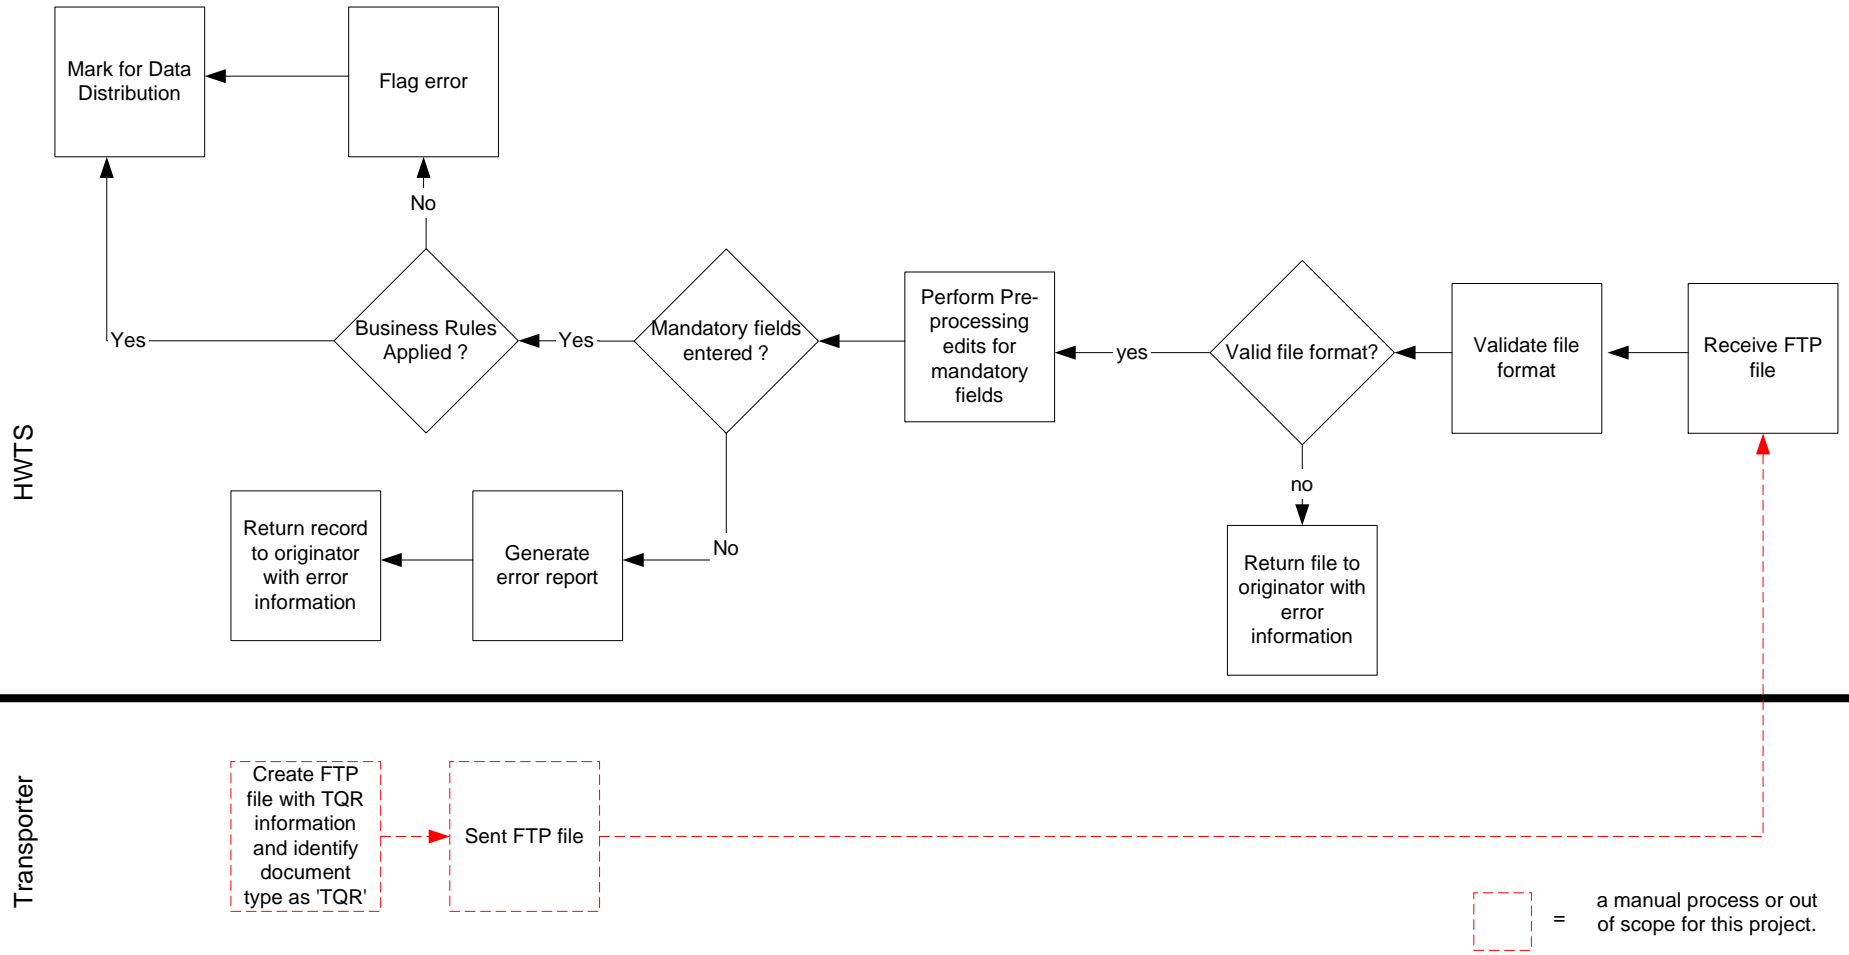 Mark for Data
Distribution
Flag error
No
Yes
Business Rules
Applied ?
Yes
Mandatory fields
entered ?
Perform Pre-
processing
edits for
mandatory
fields
yes
Valid file format?
Validate file
format
Receive FTP
file
HWTS
Return record
to originator
with error
information
Generate
error report
No
no
Return file to
originator with
error
information
Transporter
Create FTP
file with TQR
information
and identify
document
type as 'TQR'
Sent FTP file
=
a manual process or out
of scope for this project.